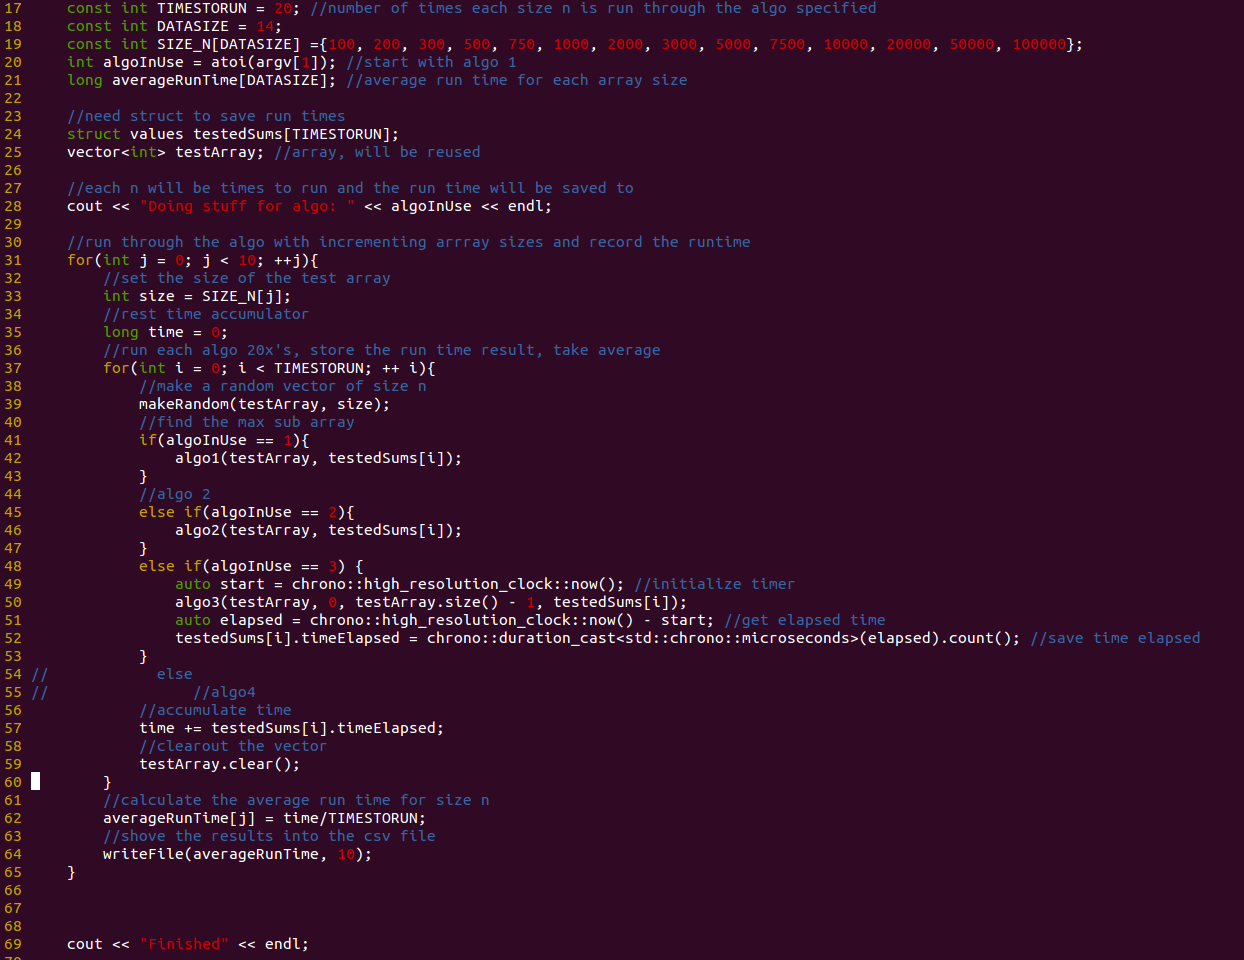 17     const int TIMESTORUN = 20; //number of times each size n is run through the algo specified
18     const int DATASIZE = 14;
19     const int SIZE_N[DATASIZE] ={100, 200, 300, 500, 750, 1000, 2000, 3000, 5000, 7500, 10000, 20000, 50000, 100000};
20     int algoInUse = atoi(argv[1]); //start with algo 1
21     long averageRunTime[DATASIZE]; //average run time for each array size
22
23     //need struct to save run times
24     struct values testedSums[TIMESTORUN];
25     vector<int> testArray; //array, will be reused
26
27     //each n will be times to run and the run time will be saved to
28     cout << "Doing stuff for algo: " << algoInUse << endl;
29
30     //run through the algo with incrementing arrray sizes and record the runtime
31     for(int j = 0; j < 10; ++j){
32         //set the size of the test array
33         int size = SIZE_N[j];
34         //rest time accumulator
35         long time = 0;
36         //run each algo 20x's, store the run time result, take average
37         for(int i = 0; i < TIMESTORUN; ++ i){
38             //make a random vector of size n
39             makeRandom(testArray, size);
40             //find the max sub array
41             if(algoInUse == 1){
42                 algo1(testArray, testedSums[i]);
43             }
44             //algo 2
45             else if(algoInUse == 2){
46                 algo2(testArray, testedSums[i]);
47             }
48             else if(algoInUse == 3) {
49                 auto start = chrono::high_resolution_clock::now(); //initialize timer
50                 algo3(testArray, 0, testArray.size() - 1, testedSums[i]);
51                 auto elapsed = chrono::high_resolution_clock::now() - start; //get elapsed time
52                 testedSums[i].timeElapsed = chrono::duration_cast<std::chrono::microseconds>(elapsed).count(); //save time elapsed
53             }
54 //            else
55 //                //algo4
56             //accumulate time
57             time += testedSums[i].timeElapsed;
58             //clearout the vector
59             testArray.clear();
60         }
61         //calculate the average run time for size n
62         averageRunTime[j] = time/TIMESTORUN;
63         //shove the results into the csv file
64         writeFile(averageRunTime, 10);
65     }
66
67
68
69     cout << "Finished" << endl;